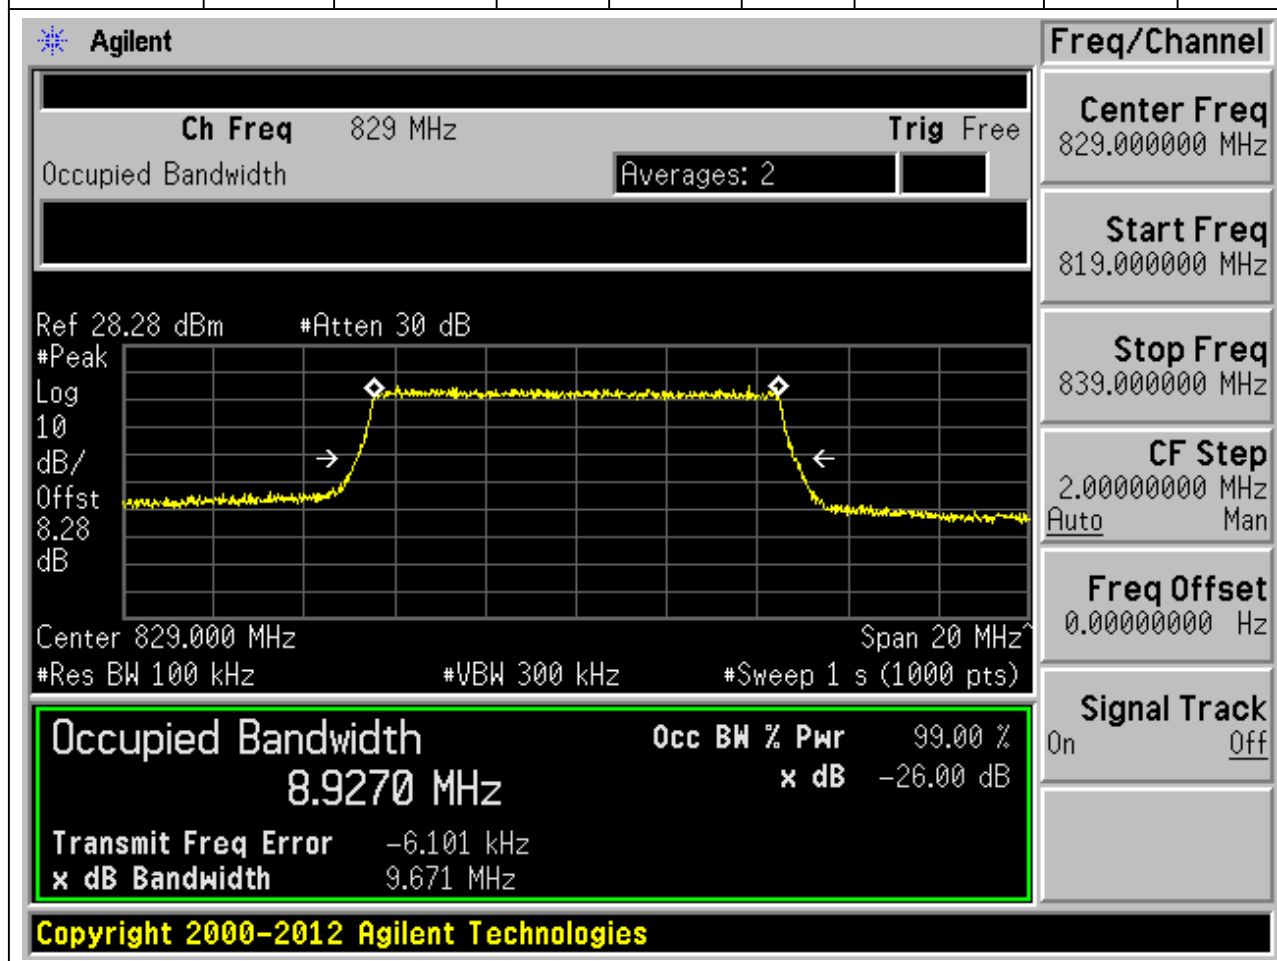 Agilent
Freq/Channel
Ch Freq 829 MHz Trig Free
Occupied Bandwidth Averages: 2
Ref 28.28 dBm #Atten 30 dB
#Peak
Log
10
dB/
Offst
8.28
dB
Center 829.000 MHz Span 20 MHz^
#Res BW 100 kHz #VBW 300 kHz #Sweep 1 s (1000 pts)
Occupied Bandwidth Occ BW % Pwr 99.00 %
8.9270 MHz x dB -26.00 dB
Transmit Freq Error -6.101 kHz
x dB Bandwidth 9.671 MHz
Copyright 2000-2012 Agilent Technologies
Center Freq
829.000000 MHz
Start Freq
819.000000 MHz
Stop Freq
839.000000 MHz
CF Step
2.00000000 MHz
Auto Man
Freq Offset
0.00000000 Hz
Signal Track
On Off